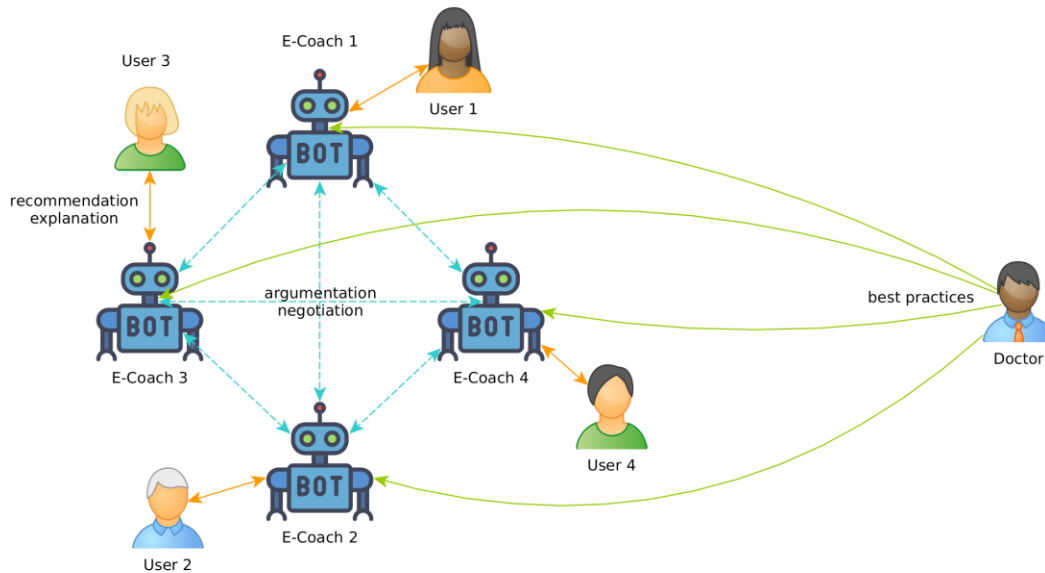 E-Coach 1
User 3
User 1
BOT
recommendation
explanation
argumentation
negotiation
best practices
BOT
BOT
Doctor
E-Coach 3
E-Coach 4
User 4
BOT
E-Coach 2
User 2